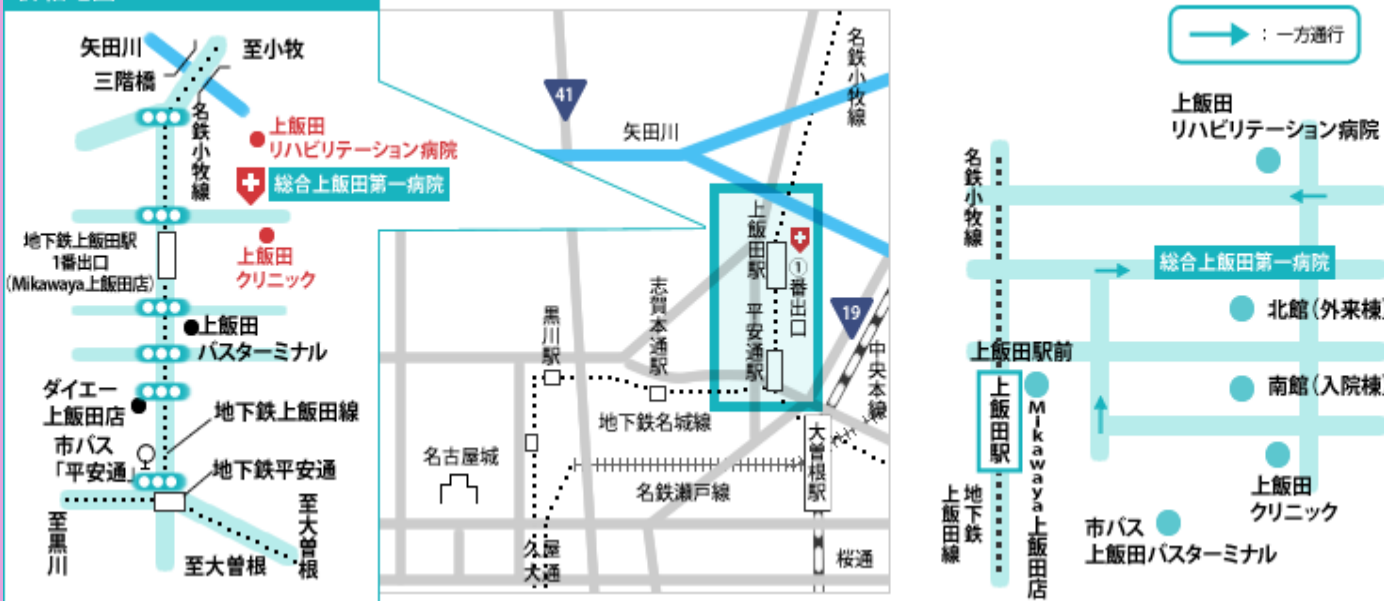 矢田川
至小牧
三階橋
名鉄小牧線
上飯田
リハビリテーション病院
総合上飯田第一病院
地下鉄上飯田駅
1番出口
(Mikawaya上飯田店)
上飯田
クリニック
上飯田
バスターミナル
ダイエー
上飯田店
地下鉄上飯田線
市バス
「平安通」
地下鉄平安通
至黒川
至大曽根
至大曽根
41
名鉄小牧線
矢田川
上飯田駅
①番出口
19
平安通駅
志賀本通駅
黒川駅
中央本線
地下鉄名城線
大曽根駅
名古屋城
名鉄瀬戸線
久屋大通
桜通
：一方通行
上飯田
リハビリテーション病院
名鉄小牧線
総合上飯田第一病院
北館(外来棟)
上飯田駅前
南館(入院棟)
上飯田駅
Mikawaya上飯田店
上飯田
クリニック
地下鉄
上飯田線
市バス
上飯田バスターミナル